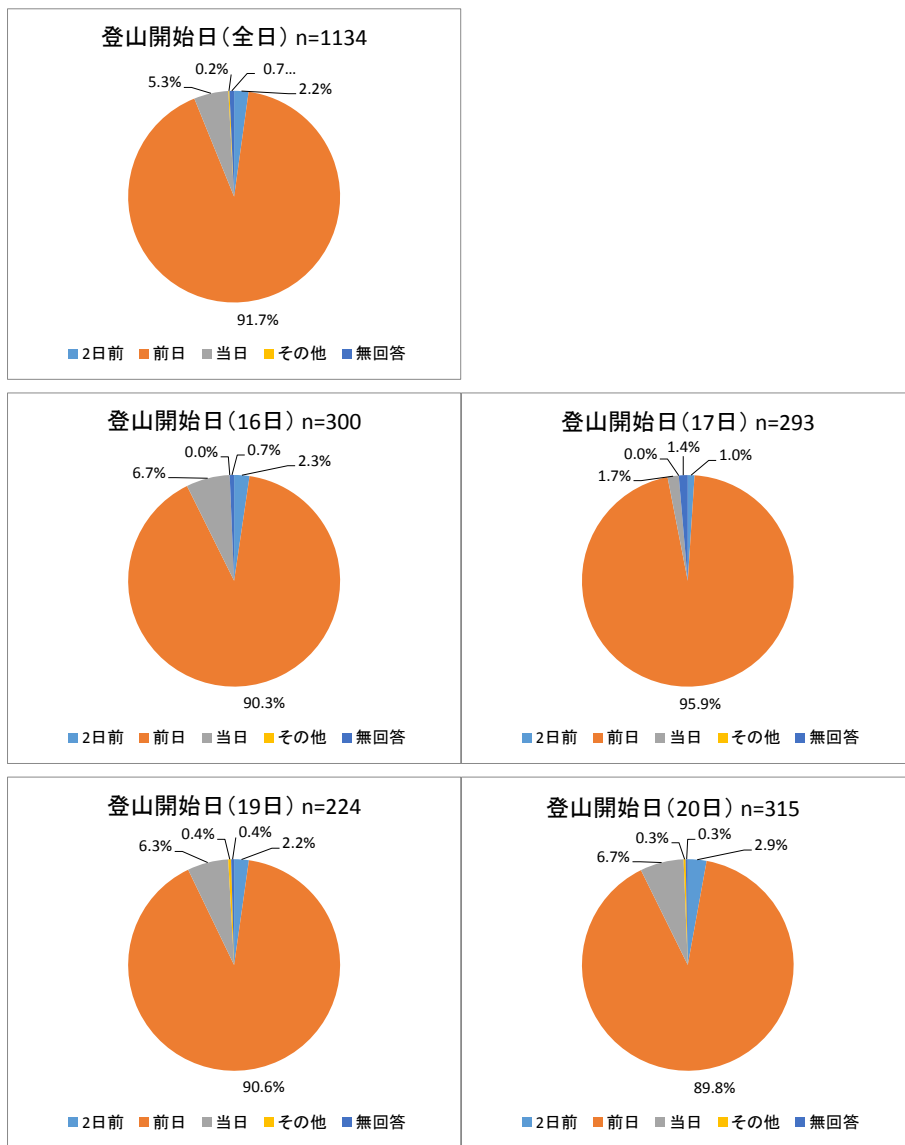 登山開始日(全日) n=1134
0.2% 0.7...
5.3% 2.2%
91.7%
2日前 前日 当日 その他 無回答
登山開始日(16日) n=300
0.0% 0.7%
6.7% 2.3%
90.3%
2日前 前日 当日 その他 無回答
登山開始日(17日) n=293
1.4%
0.0% 1.0%
1.7%
95.9%
2日前 前日 当日 その他 無回答
登山開始日(19日) n=224
0.4% 0.4%
6.3% 2.2%
90.6%
2日前 前日 当日 その他 無回答
登山開始日(20日) n=315
0.3% 0.3%
6.7% 2.9%
89.8%
2日前 前日 当日 その他 無回答